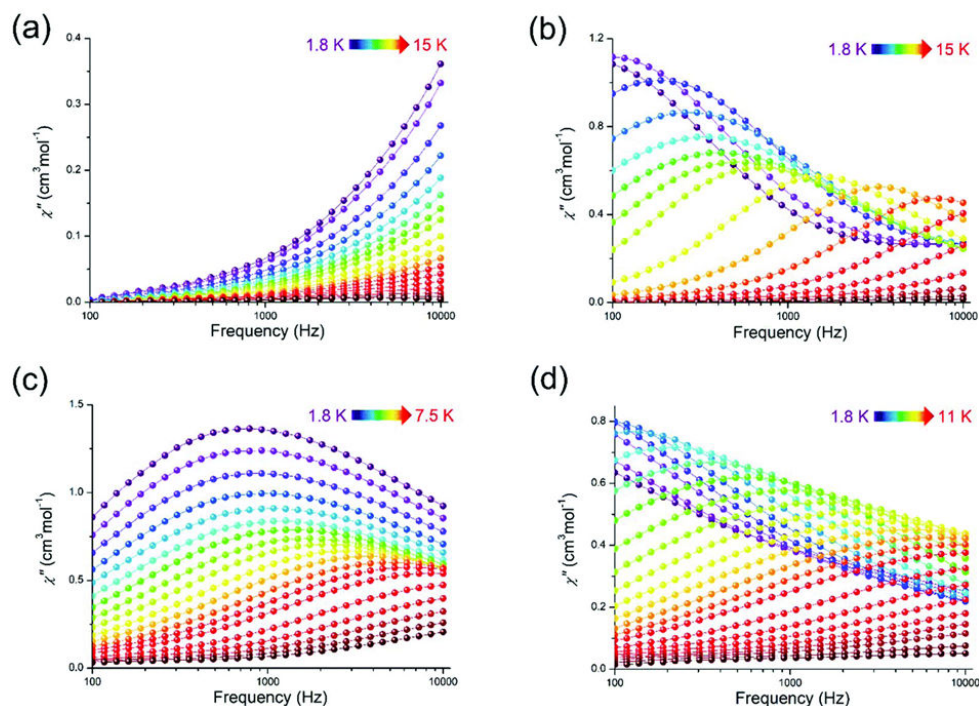 (a)
0.4
0.3
0.2
0.1
0.0
χ″ (cm³mol⁻¹)
1.8 K 15 K
100 1000 10000
Frequency (Hz)
(b)
1.2
0.8
0.4
0.0
χ″ (cm³mol⁻¹)
1.8 K 15 K
100 1000 10000
Frequency (Hz)
(c)
1.5
1.0
0.5
0.0
χ″ (cm³mol⁻¹)
1.8 K 7.5 K
100 1000 10000
Frequency (Hz)
(d)
0.8
0.6
0.4
0.2
0.0
χ″ (cm³mol⁻¹)
1.8 K 11 K
100 1000 10000
Frequency (Hz)